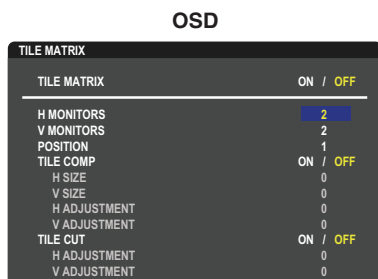 OSD
TILE MATRIX
TILE MATRIX ON / OFF
H MONITORS 2
V MONITORS 2
POSITION 1
TILE COMP ON / OFF
H SIZE 0
V SIZE 0
H ADJUSTMENT 0
V ADJUSTMENT 0
TILE CUT ON / OFF
H ADJUSTMENT 0
V ADJUSTMENT 0